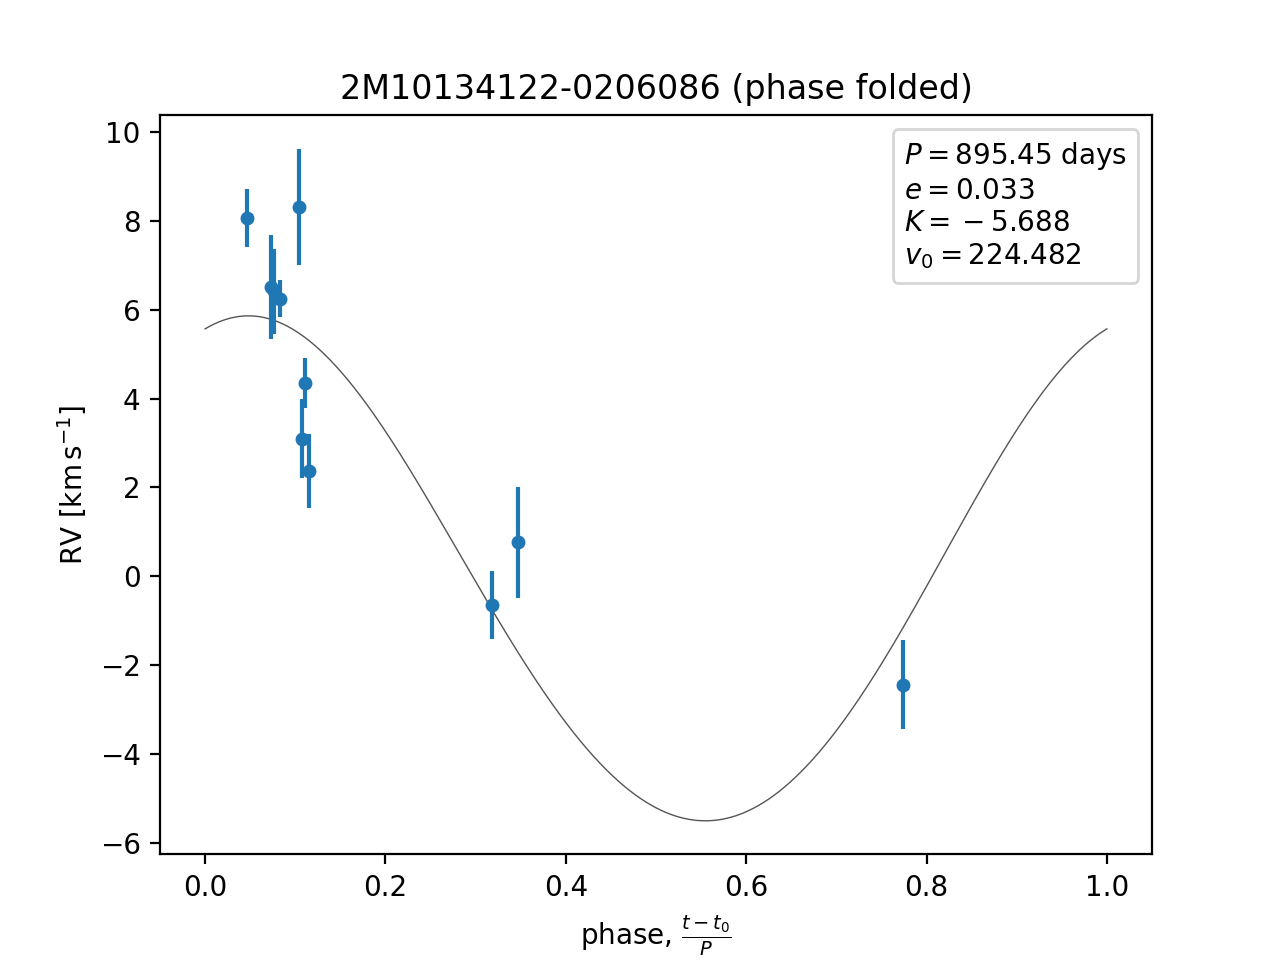 2M10134122-0206086 (phase folded)
P = 895.45 days
e = 0.033
K = −5.688
v₀ = 224.482
10
8
6
4
2
0
−2
−4
−6
RV [km s⁻¹]
0.0 0.2 0.4 0.6 0.8 1.0
phase, (t − t₀)/P